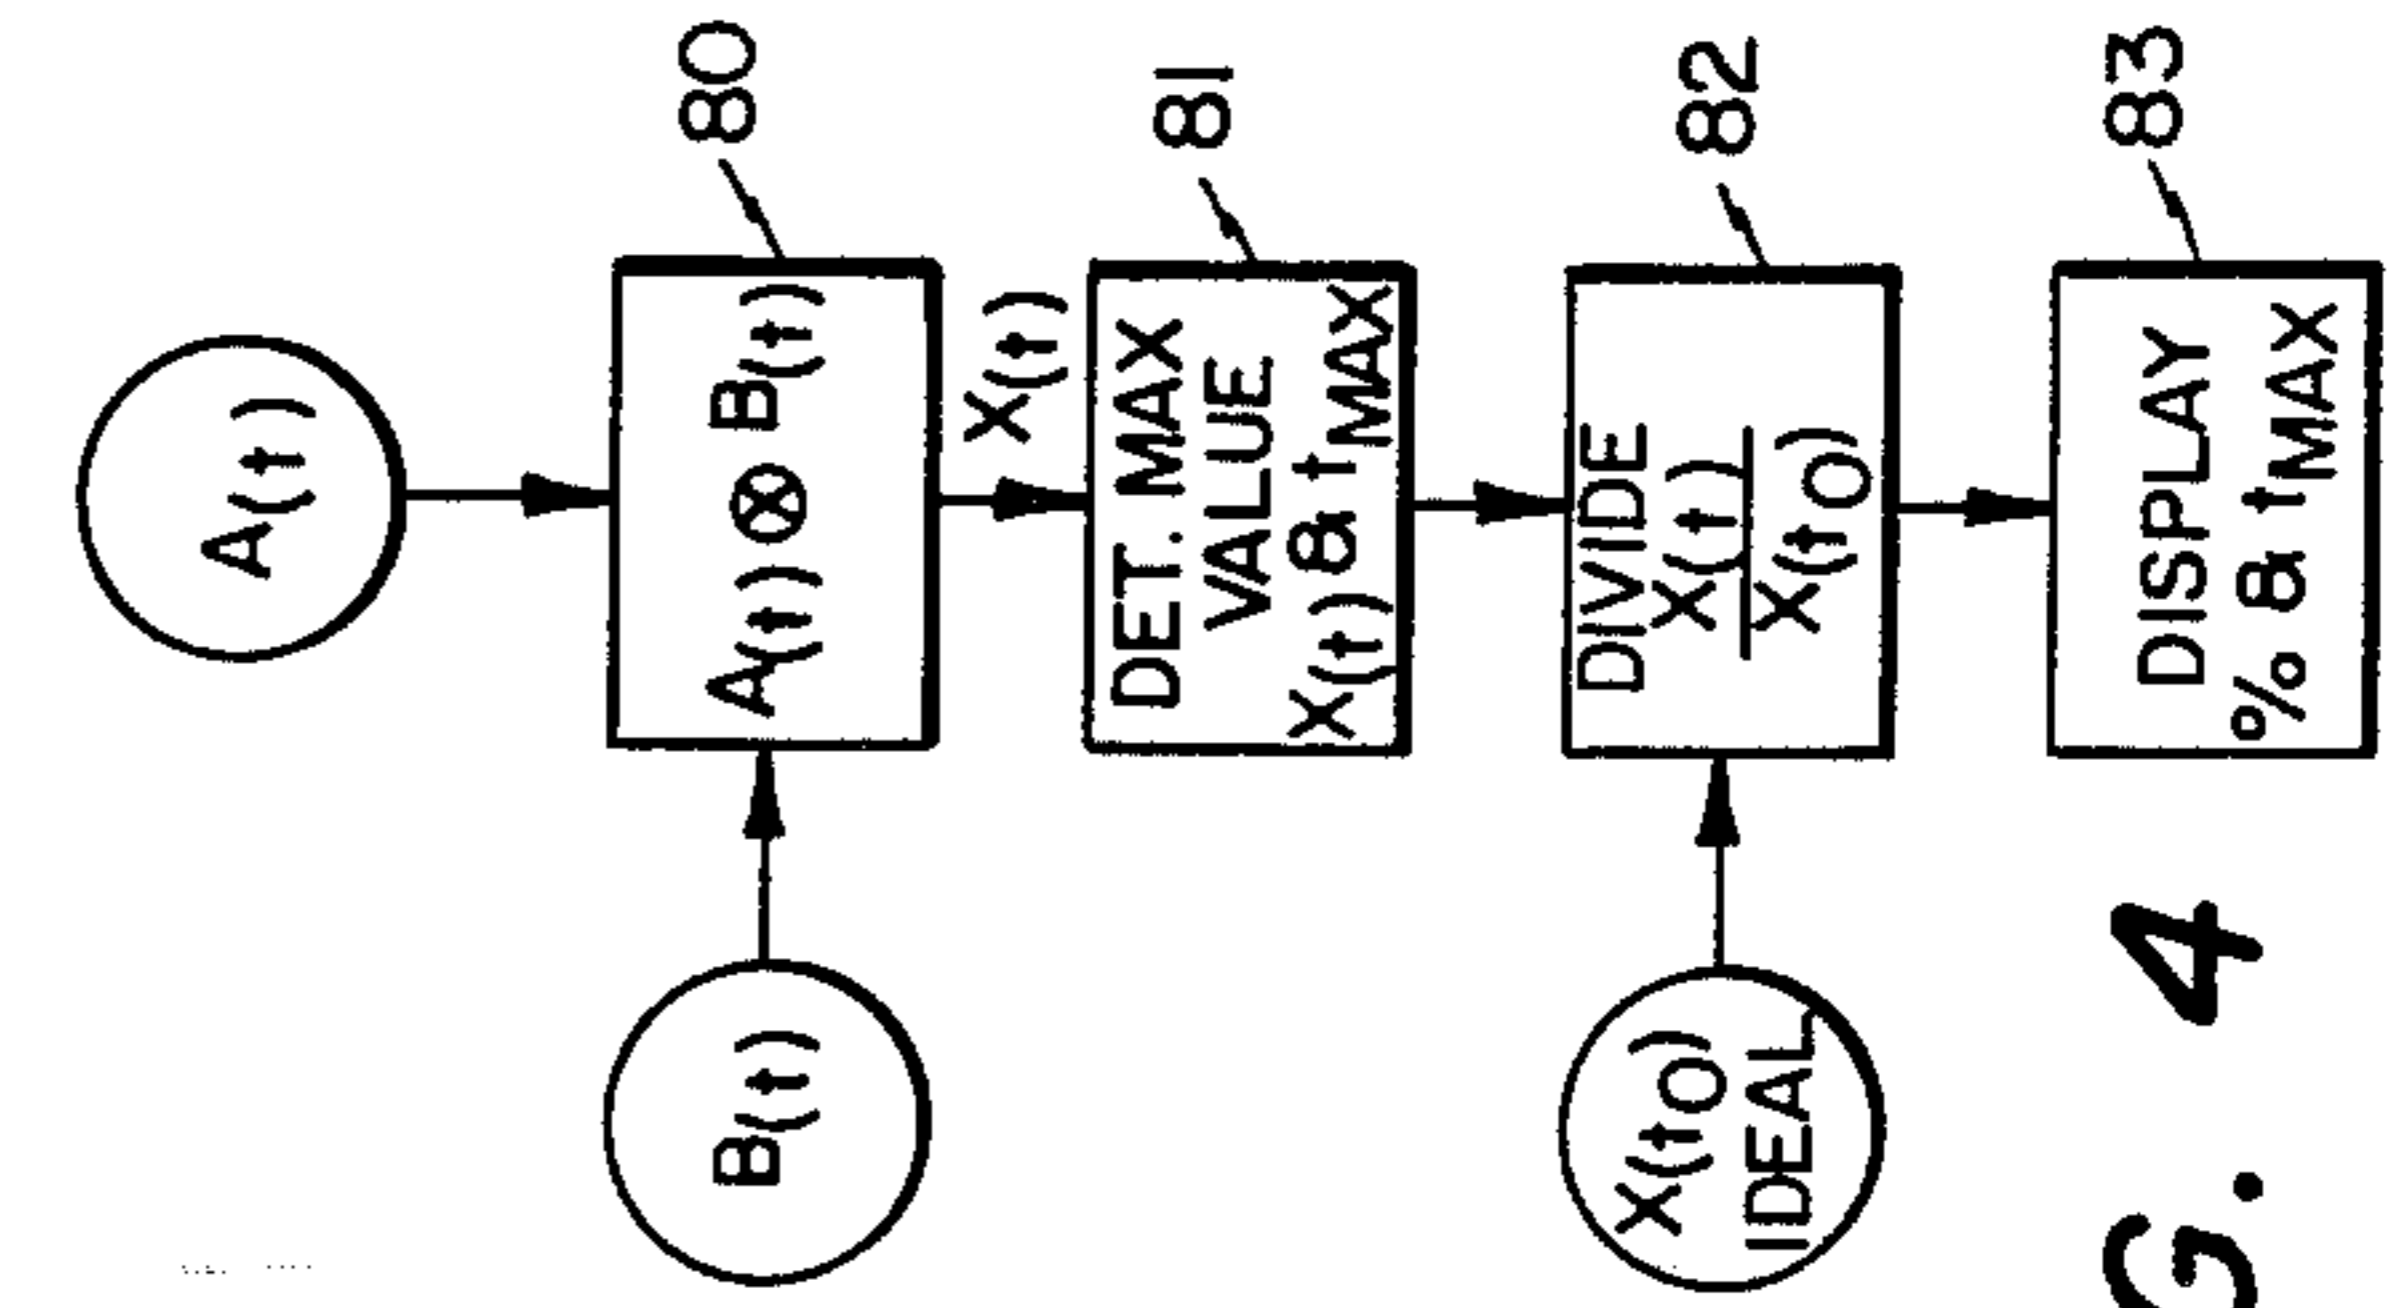 A(t)
80
B(t)
A(t) ⊗ B(t)
X(t)
81
DET. MAX
VALUE
X(t) & tMAX
82
X(tO)
IDEAL
DIVIDE
X(t)
X(tO)
83
DISPLAY
% & tMAX
G. 4